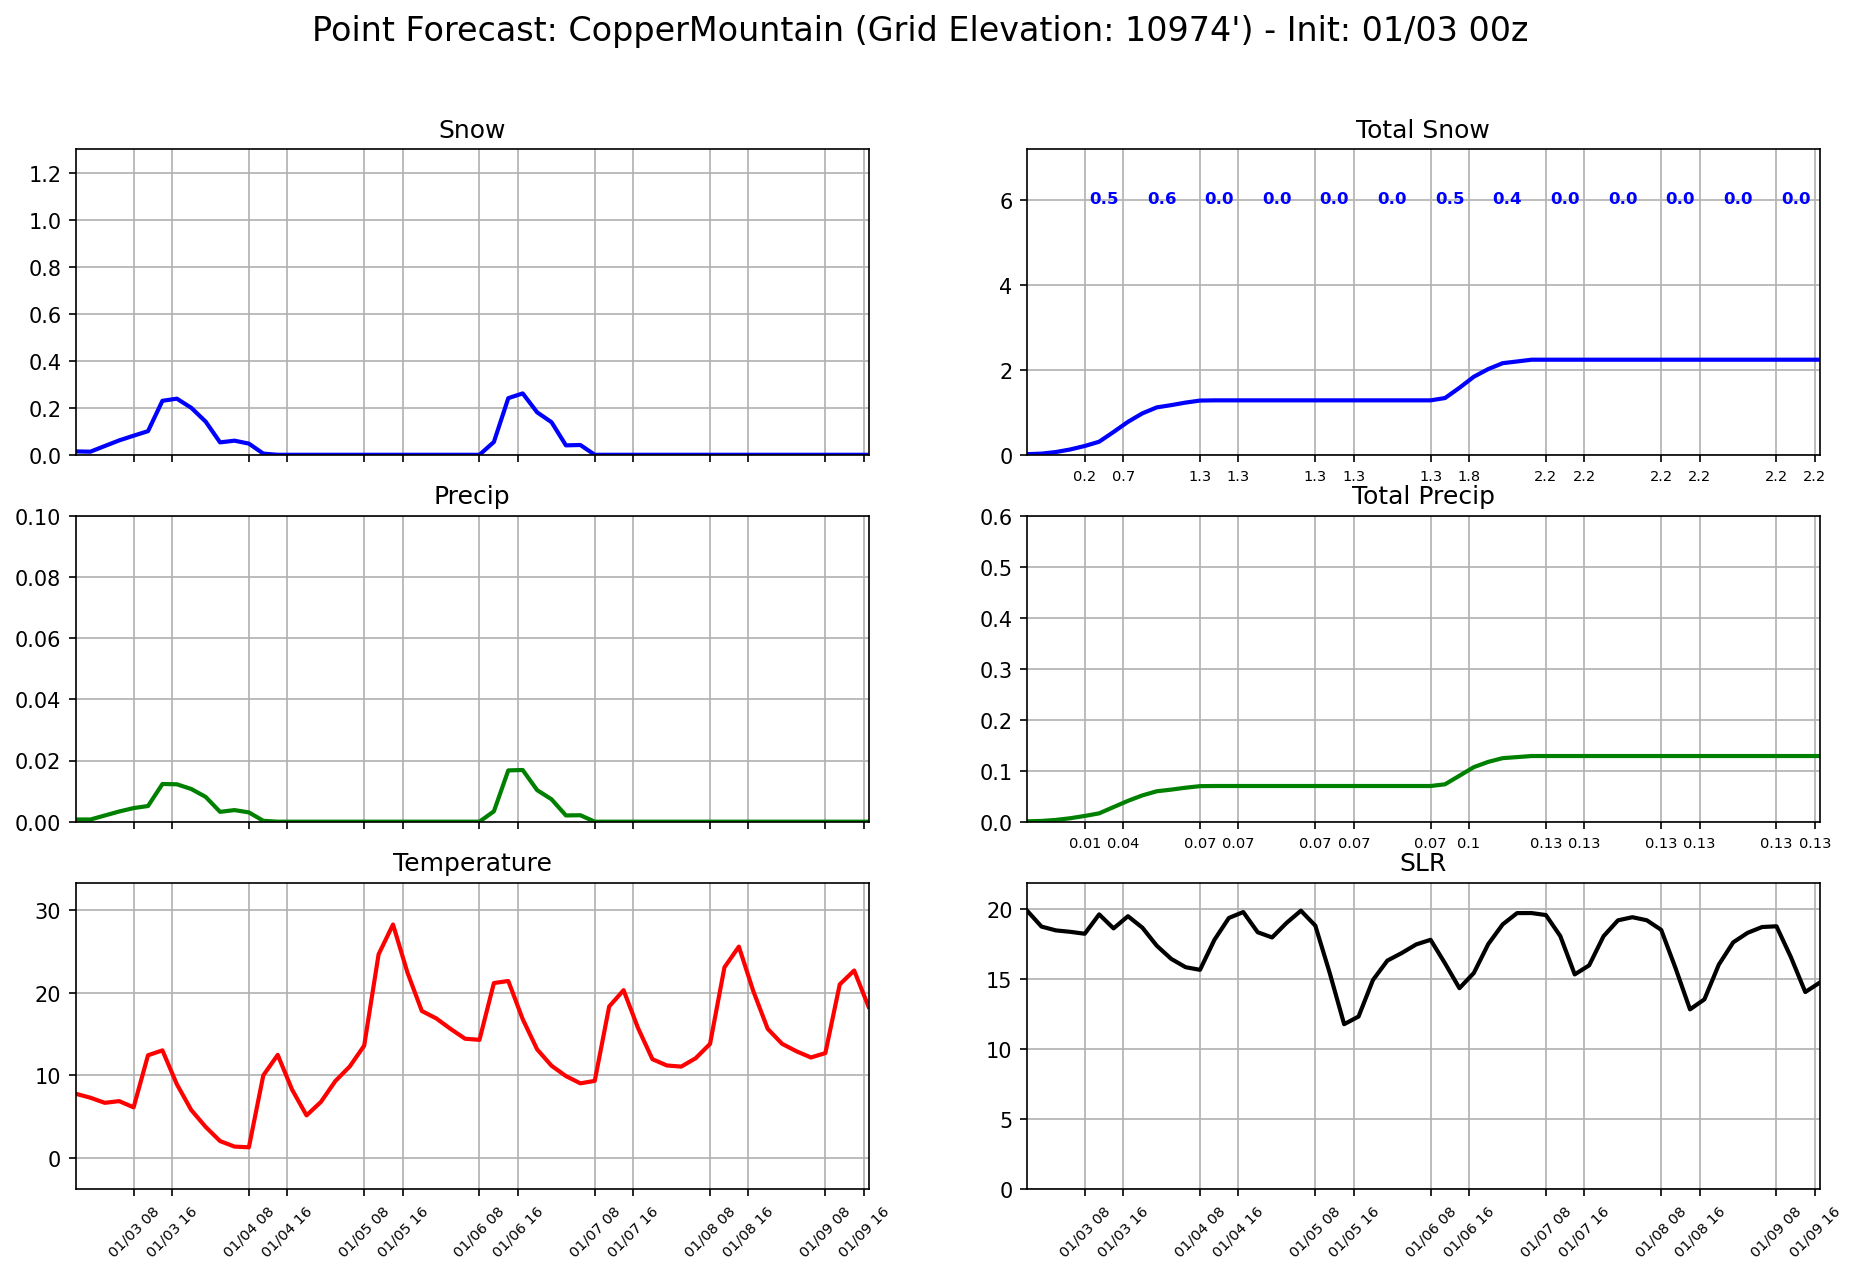 Point Forecast: CopperMountain (Grid Elevation: 10974') - Init: 01/03 00z
Snow
1.2
1.0
0.8
0.6
0.4
0.2
0.0
Total Snow
6
4
2
0
0.5 0.6 0.0 0.0 0.0 0.0 0.5 0.4 0.0 0.0 0.0 0.0 0.0
0.2 0.7 1.3 1.3 1.3 1.3 1.3 1.8 2.2 2.2 2.2 2.2 2.2 2.2
Precip
0.10
0.08
0.06
0.04
0.02
0.00
Total Precip
0.6
0.5
0.4
0.3
0.2
0.1
0.0
0.01 0.04 0.07 0.07 0.07 0.07 0.07 0.1 0.13 0.13 0.13 0.13 0.13 0.13
Temperature
30
20
10
0
01/03 08 01/03 16 01/04 08 01/04 16 01/05 08 01/05 16 01/06 08 01/06 16 01/07 08 01/07 16 01/08 08 01/08 16 01/09 08 01/09 16
SLR
20
15
10
5
0
01/03 08 01/03 16 01/04 08 01/04 16 01/05 08 01/05 16 01/06 08 01/06 16 01/07 08 01/07 16 01/08 08 01/08 16 01/09 08 01/09 16